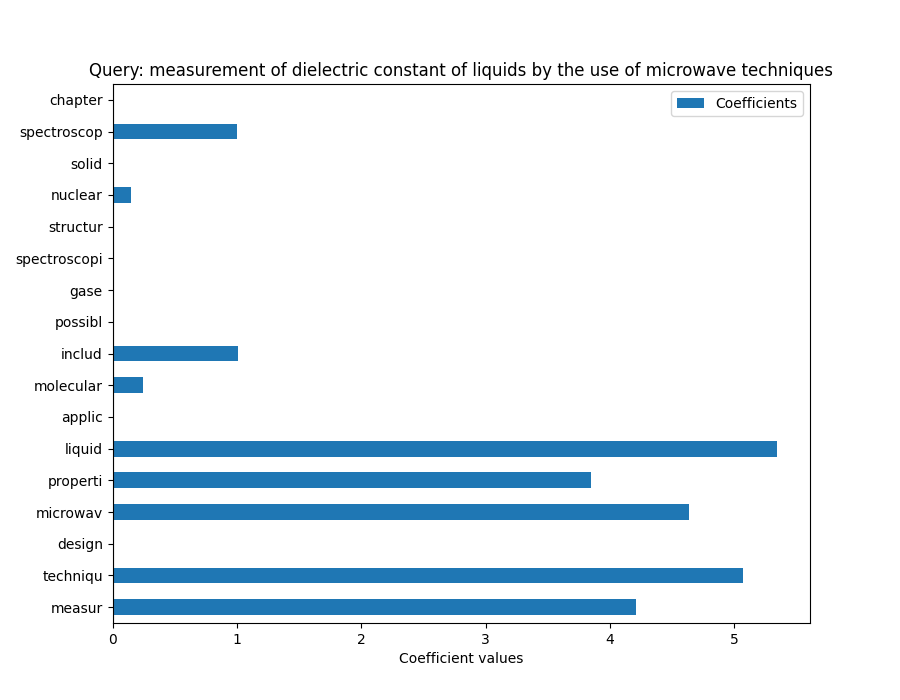 Query: measurement of dielectric constant of liquids by the use of microwave techniques
Coefficients
chapter
spectroscop
solid
nuclear
structur
spectroscopi
gase
possibl
includ
molecular
applic
liquid
properti
microwav
design
techniqu
measur
0 1 2 3 4 5
Coefficient values